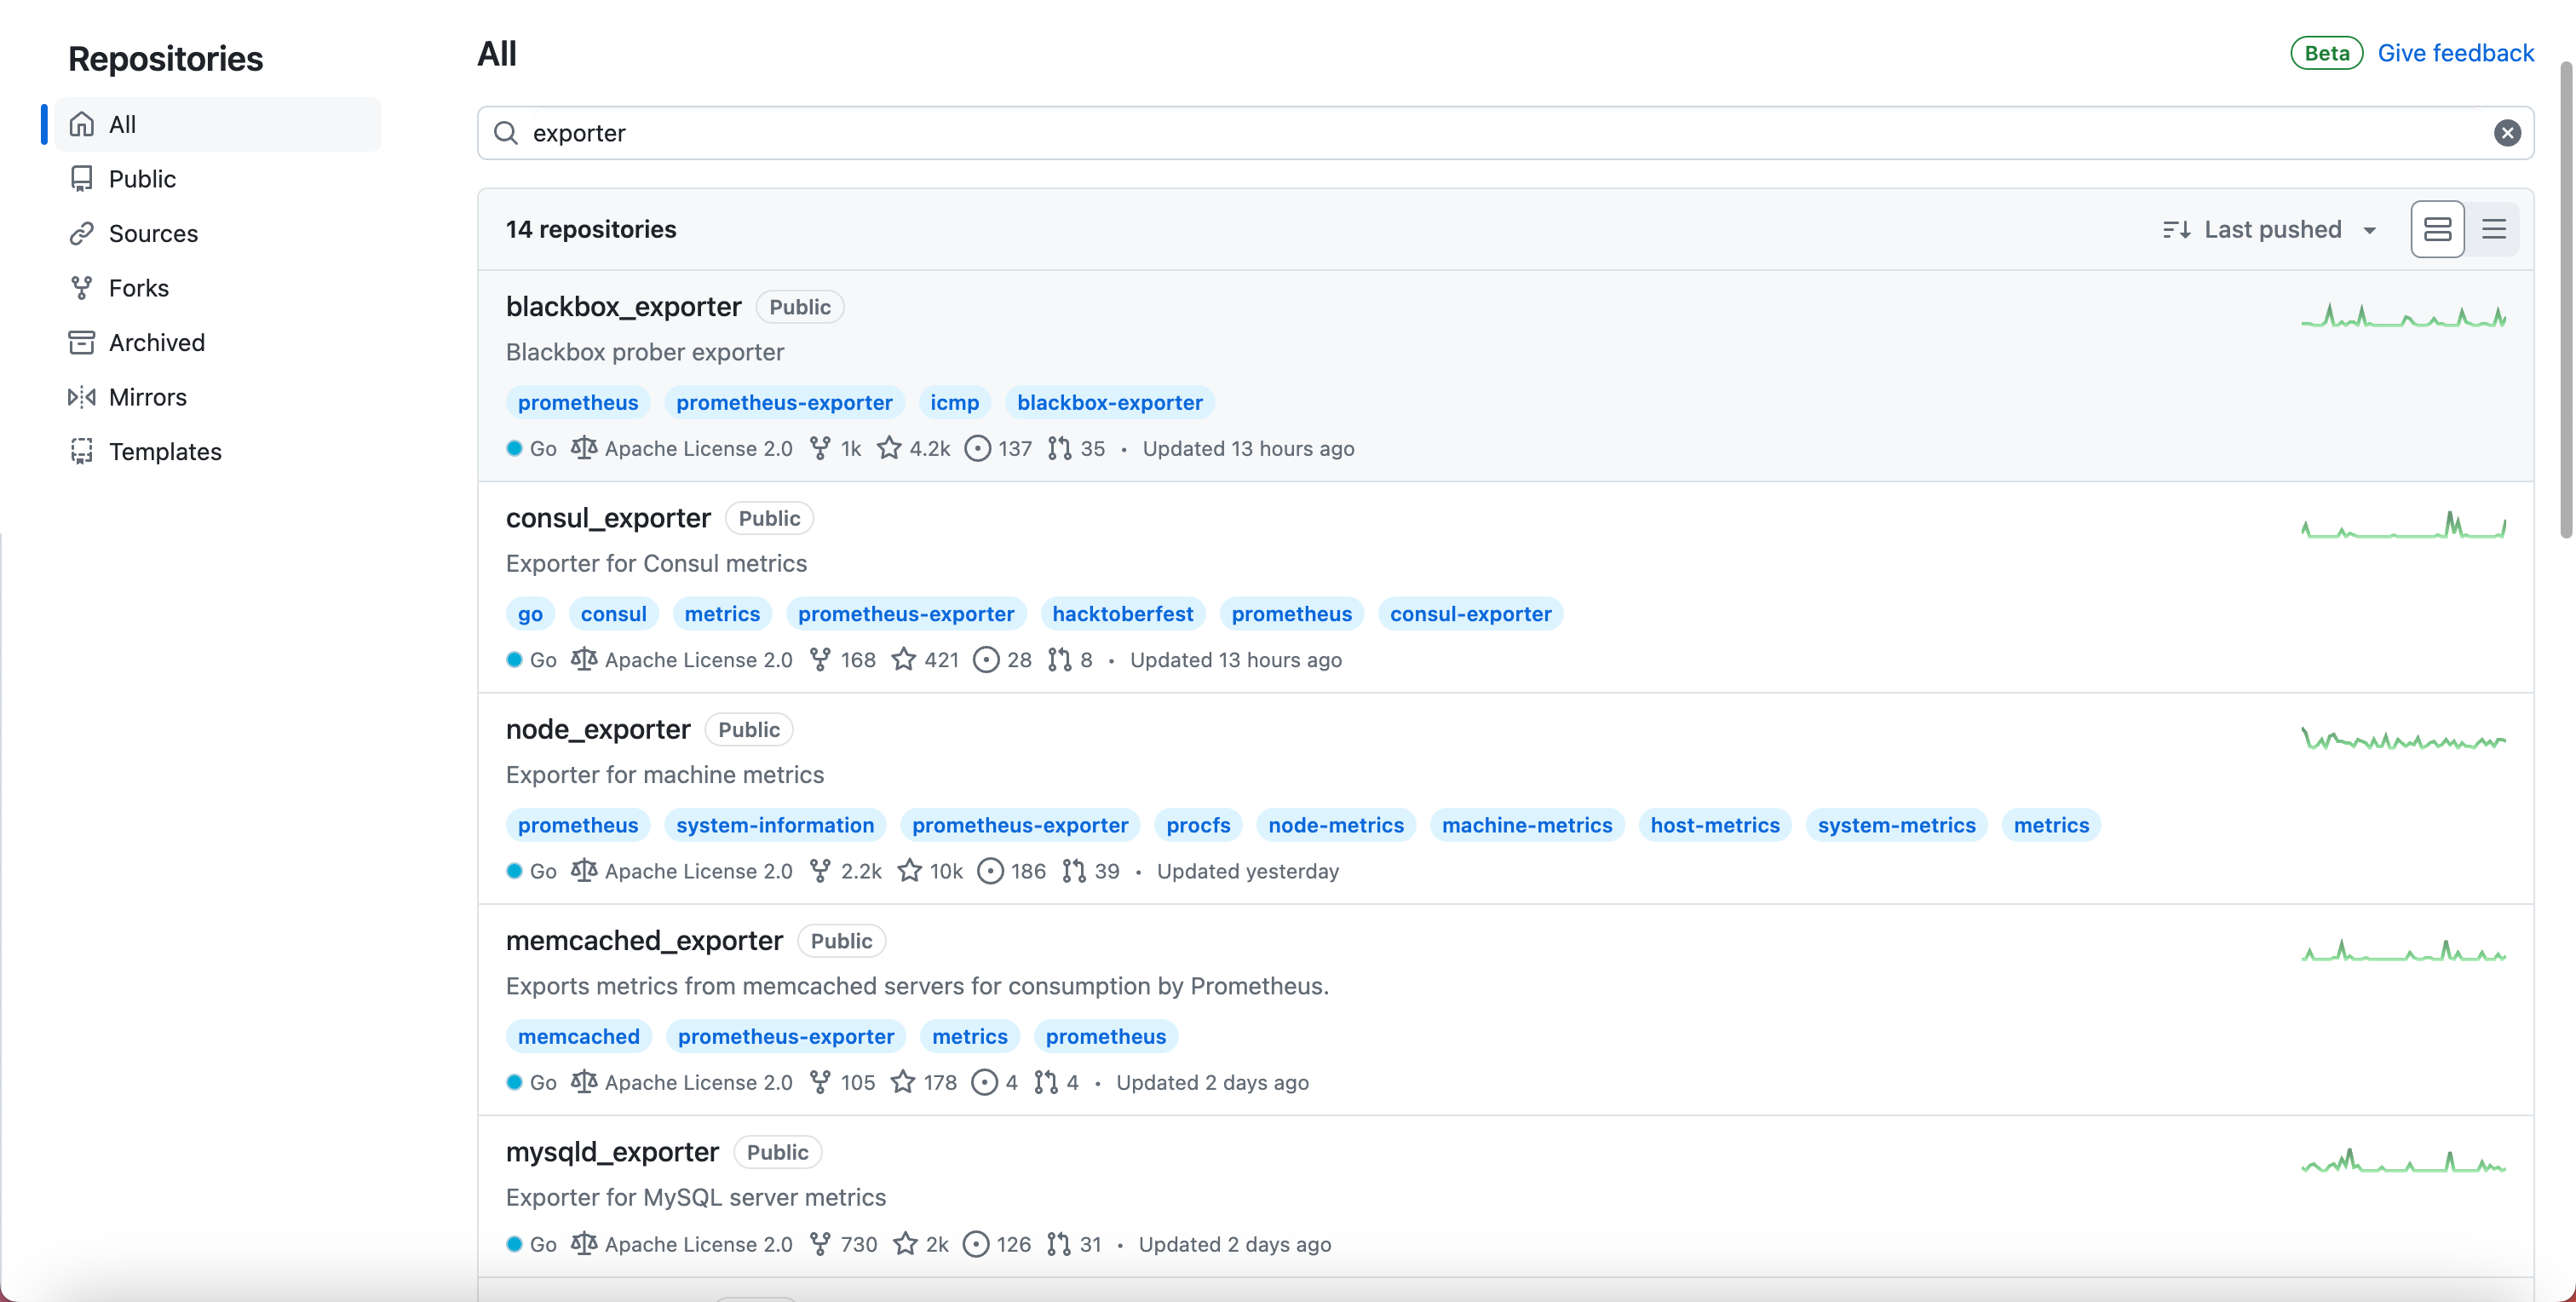 Repositories
All
Public
Sources
Forks
Archived
Mirrors
Templates
All
Beta Give feedback
exporter
14 repositories
Last pushed
blackbox_exporter Public
Blackbox prober exporter
prometheus prometheus-exporter icmp blackbox-exporter
Go Apache License 2.0 1k 4.2k 137 35 · Updated 13 hours ago
consul_exporter Public
Exporter for Consul metrics
go consul metrics prometheus-exporter hacktoberfest prometheus consul-exporter
Go Apache License 2.0 168 421 28 8 · Updated 13 hours ago
node_exporter Public
Exporter for machine metrics
prometheus system-information prometheus-exporter procfs node-metrics machine-metrics host-metrics system-metrics metrics
Go Apache License 2.0 2.2k 10k 186 39 · Updated yesterday
memcached_exporter Public
Exports metrics from memcached servers for consumption by Prometheus.
memcached prometheus-exporter metrics prometheus
Go Apache License 2.0 105 178 4 4 · Updated 2 days ago
mysqld_exporter Public
Exporter for MySQL server metrics
Go Apache License 2.0 730 2k 126 31 · Updated 2 days ago